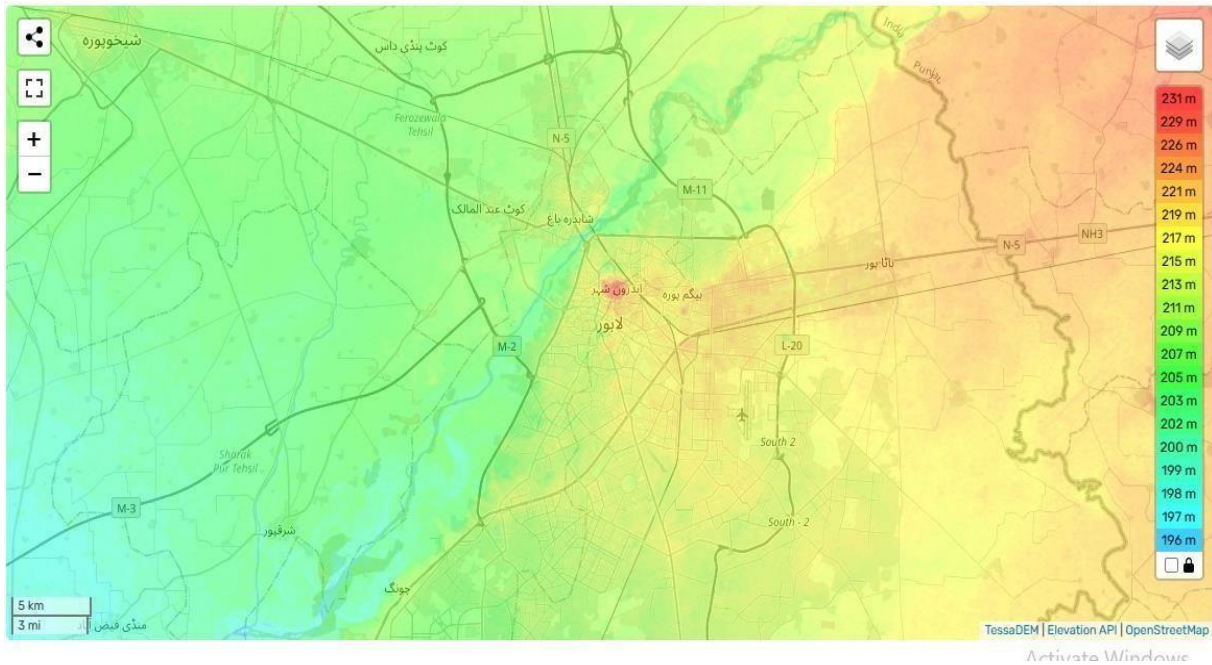 شیخوپورہ
کوٹ پنڈی داس
India
Punjab
Ferozewala
Tehsil
N-5
M-11
کوٹ عبد المالک
شاہدرہ باغ
N-5
NH3
باٹا پور
اندرون شہر
بیگم پورہ
لاہور
M-2
L-20
South 2
Sharak
Pur Tehsil
M-3
South - 2
شرقپور
چونگ
منڈی فیض آباد
+
−
231 m
229 m
226 m
224 m
221 m
219 m
217 m
215 m
213 m
211 m
209 m
207 m
205 m
203 m
202 m
200 m
199 m
198 m
197 m
196 m
5 km
3 mi
TessaDEM | Elevation API | OpenStreetMap
Activate Windows